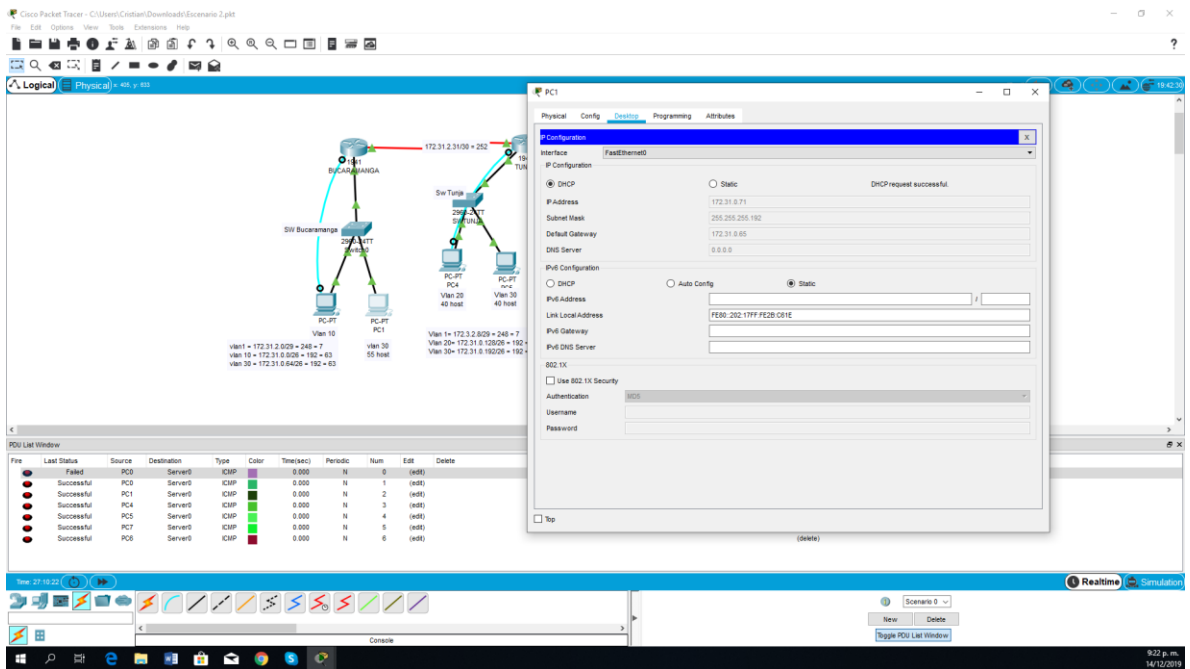 Cisco Packet Tracer - C:\Users\Cristian\Downloads\Escenario 2.pkt
File Edit Options View Tools Extensions Help
?
Logical Physical x: 405, y: 833
19:42:30
172.31.2.31/30 = 252
1941
BUCARAMANGA
Sw Tunja
SW Bucaramanga
2960-24TT
Switch0
PC-PT
PC4
PC-PT
Vlan 20
40 host
Vlan 30
40 host
PC-PT
PC-PT
PC1
Vlan 10
vlan 30
55 host
vlan1 = 172.31.2.0/29 = 248 = 7
vlan 10 = 172.31.0.0/26 = 192 = 63
vlan 30 = 172.31.0.64/26 = 192 = 63
Vlan 1= 172.3.2.8/29 = 248 = 7
Vlan 20= 172.31.0.128/26 = 192 -
Vlan 30= 172.31.0.192/26 = 192 -
PC1
Physical Config Desktop Programming Attributes
IP Configuration X
Interface FastEthernet0
IP Configuration
DHCP Static DHCP request successful.
IP Address 172.31.0.71
Subnet Mask 255.255.255.192
Default Gateway 172.31.0.65
DNS Server 0.0.0.0
IPv6 Configuration
DHCP Auto Config Static
IPv6 Address /
Link Local Address FE80::202:17FF:FE2B:C61E
IPv6 Gateway
IPv6 DNS Server
802.1X
Use 802.1X Security
Authentication MD5
Username
Password
Top
PDU List Window
Fire Last Status Source Destination Type Color Time(sec) Periodic Num Edit Delete
Failed PC0 Server0 ICMP 0.000 N 0 (edit)
Successful PC0 Server0 ICMP 0.000 N 1 (edit)
Successful PC1 Server0 ICMP 0.000 N 2 (edit)
Successful PC4 Server0 ICMP 0.000 N 3 (edit)
Successful PC5 Server0 ICMP 0.000 N 4 (edit)
Successful PC7 Server0 ICMP 0.000 N 5 (edit)
Successful PC6 Server0 ICMP 0.000 N 6 (edit) (delete)
Time: 27:10:22
Realtime Simulation
Scenario 0
New Delete
Toggle PDU List Window
Console
9:22 p. m.
14/12/2019